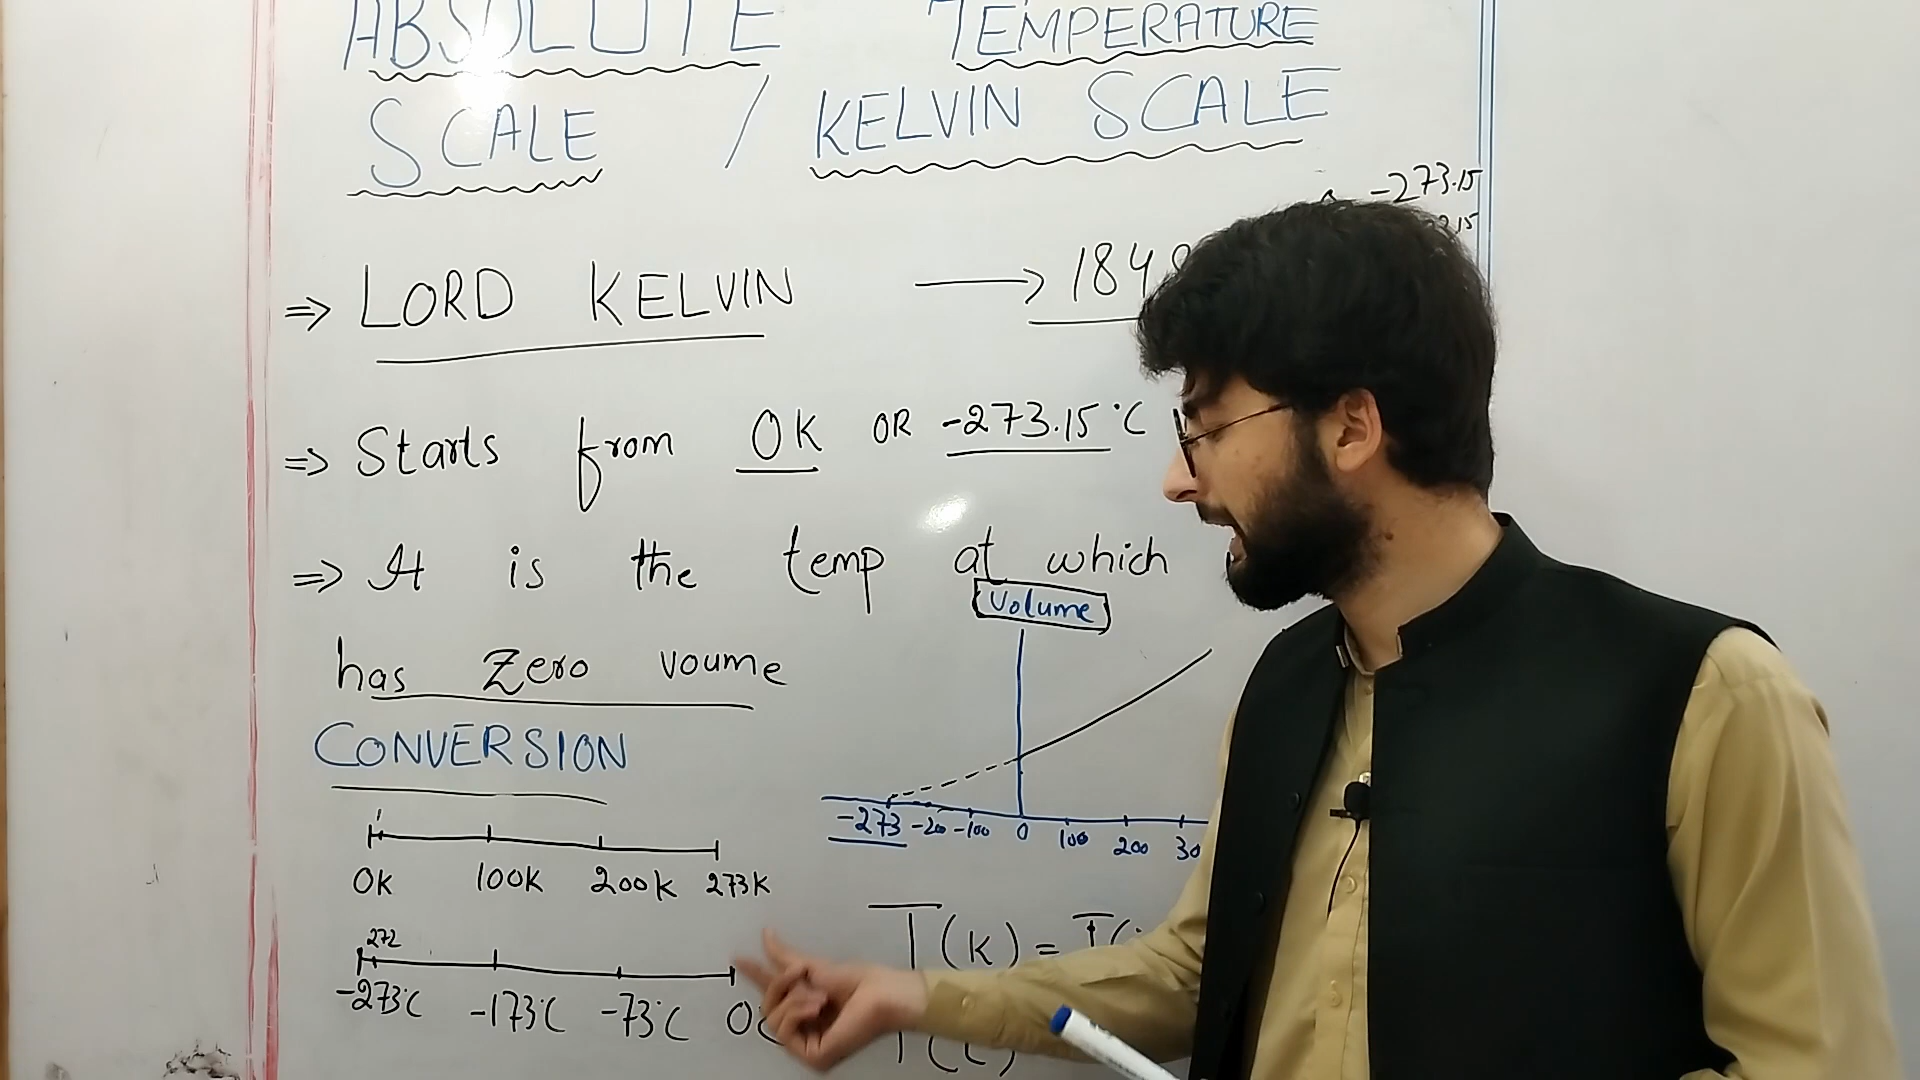 ABSOLUTE TEMPERATURE
SCALE / KELVIN SCALE
-273.15
⇒ LORD KELVIN → 184
⇒ Starts from 0K OR -273.15°C
⇒ It is the temp at which
has Zero voume
Volume
-273 -200 -100 0 100 200 30
CONVERSION
0K 100K 200K 273K
272
-273°C -173°C -73°C 0°C
T(K) = T(
T(C)